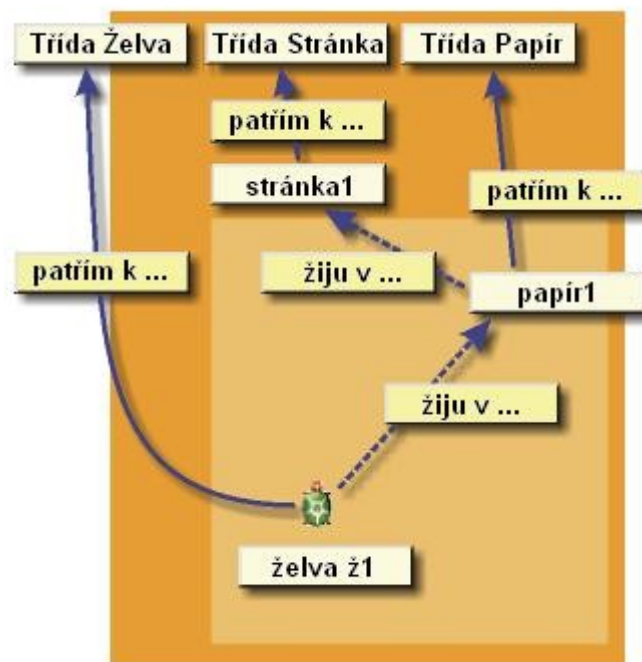 Třída Želva
Třída Stránka
Třída Papír
patřím k ...
stránka1
patřím k ...
patřím k ...
žiju v ...
papír1
žiju v ...
želva ž1